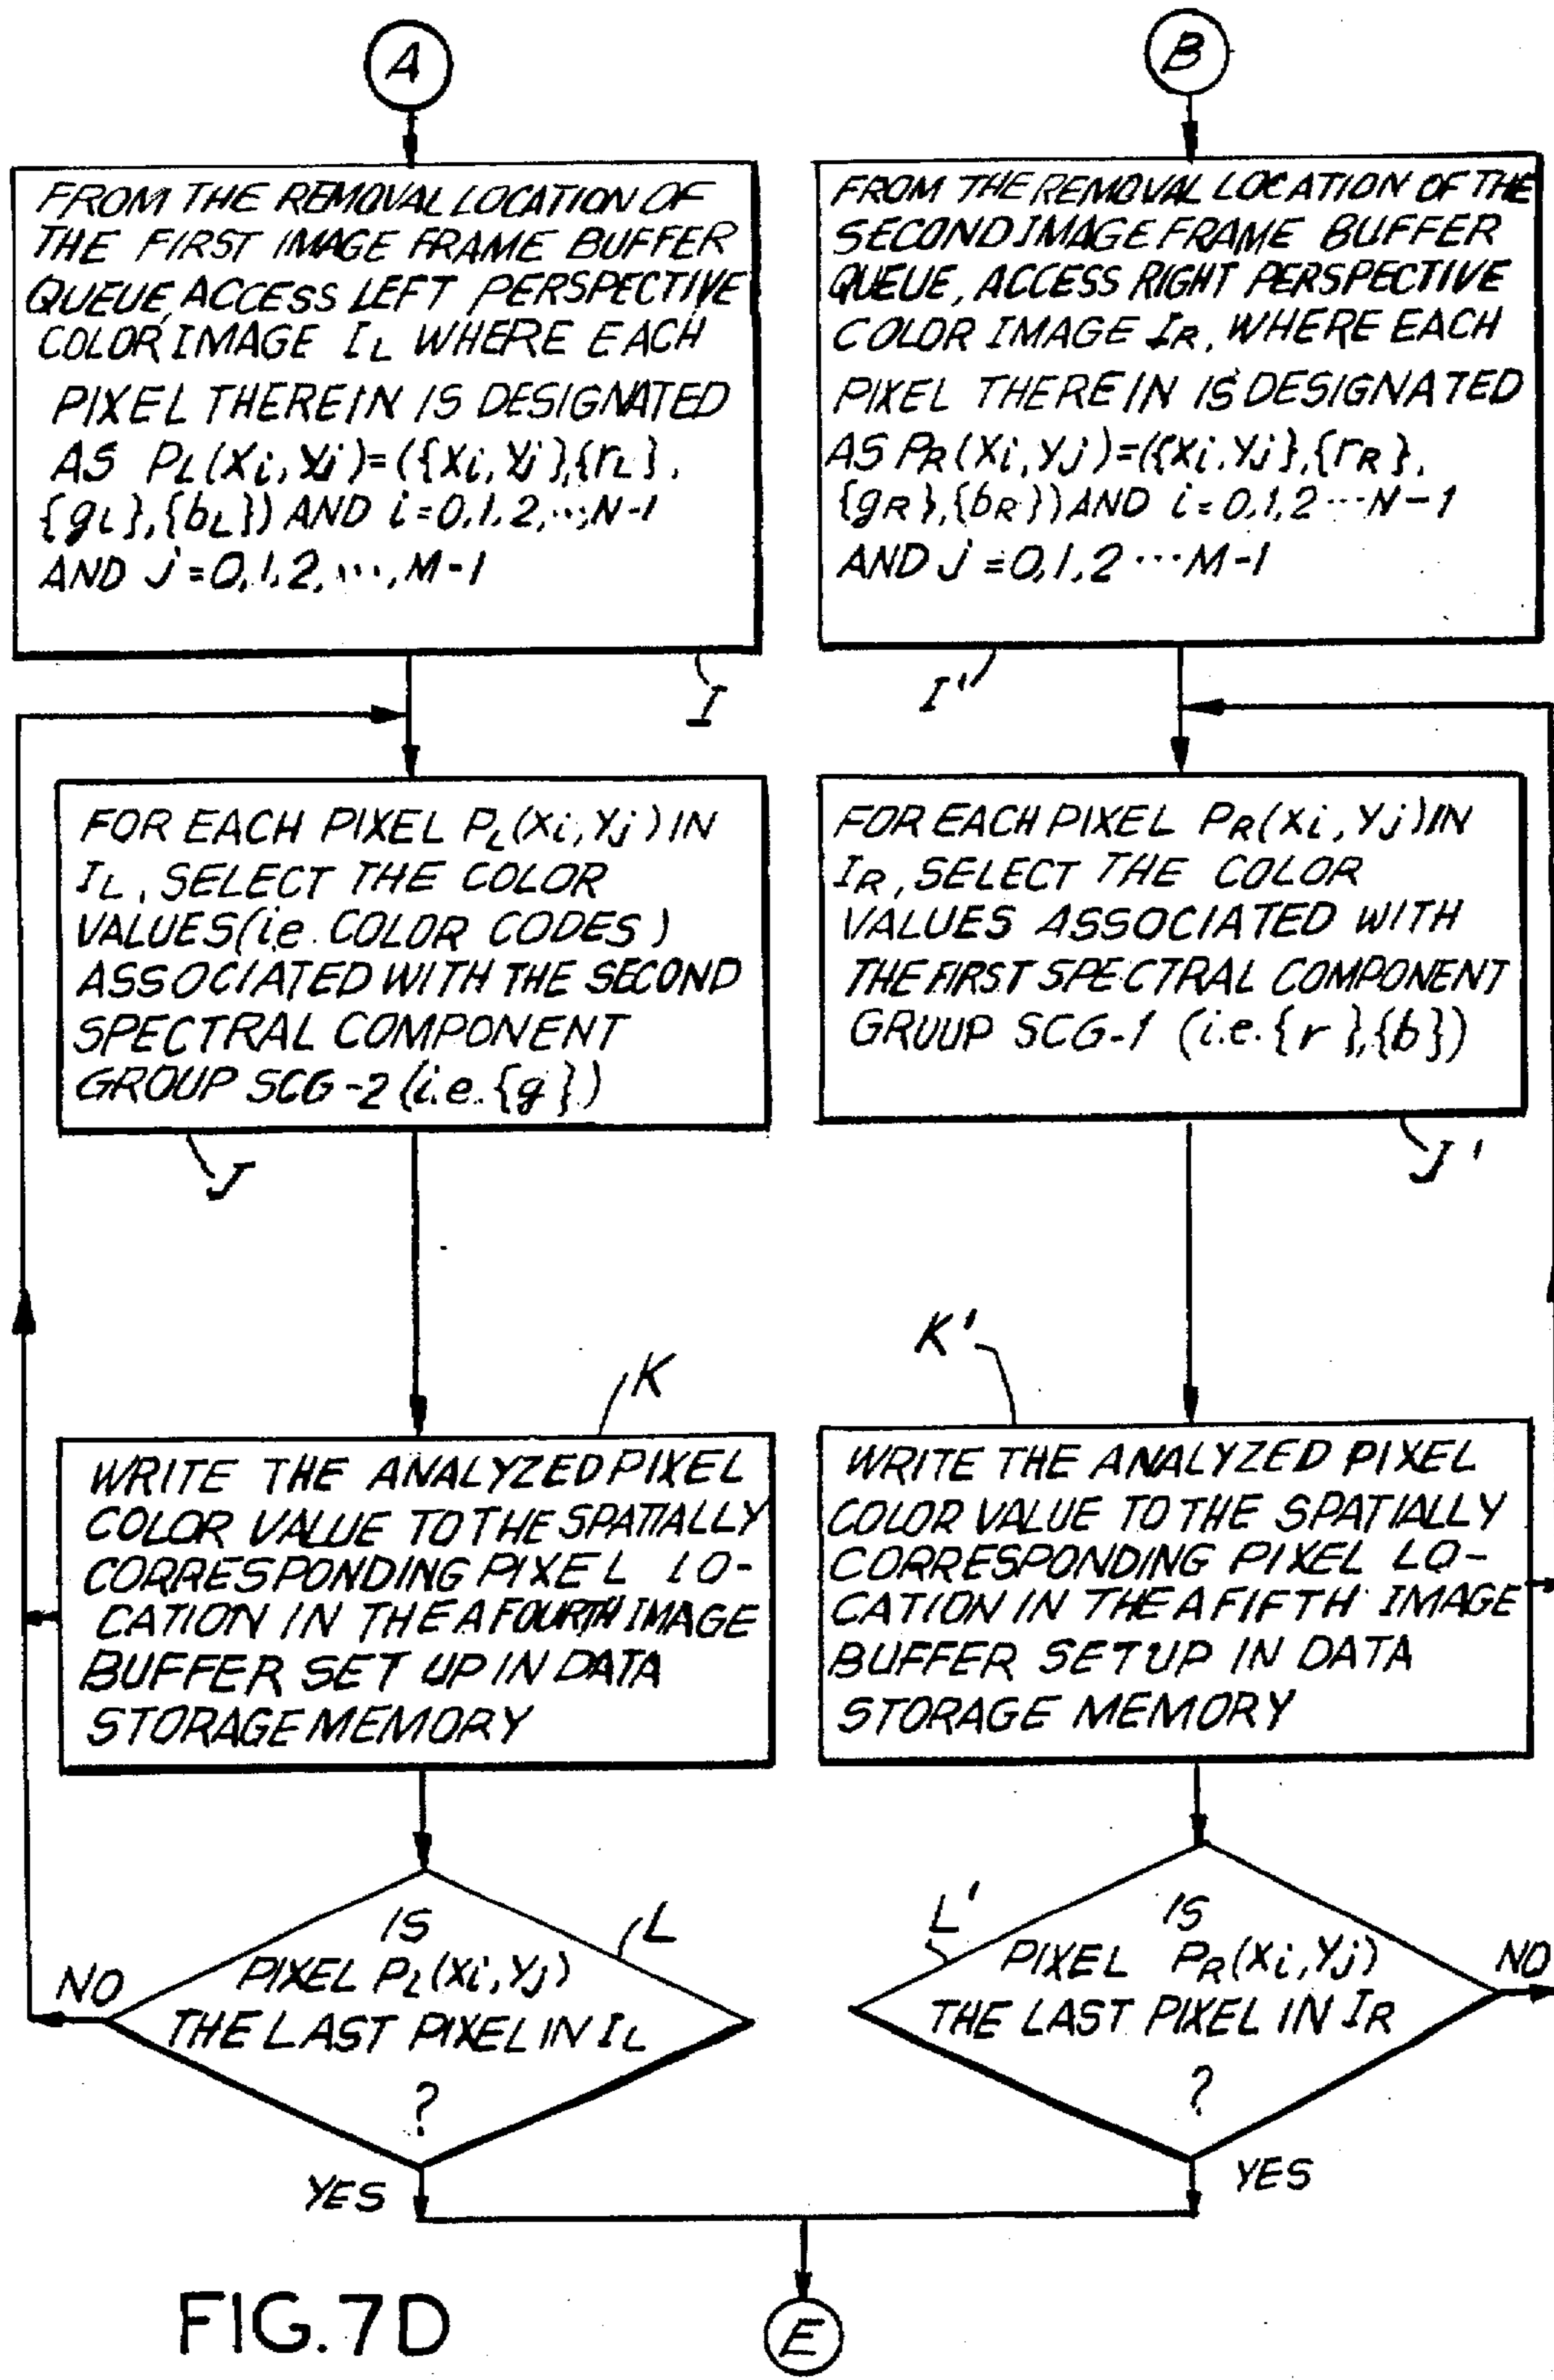 A
FROM THE REMOVAL LOCATION OF
THE FIRST IMAGE FRAME BUFFER
QUEUE, ACCESS LEFT PERSPECTIVE
COLOR IMAGE IL WHERE EACH
PIXEL THEREIN IS DESIGNATED
AS PL(Xi, Yj)=({Xi, Yj},{rL}.
{gL},{bL}) AND i=0,1,2,...,N-1
AND j=0,1,2,...,M-1
I
FOR EACH PIXEL PL(Xi,Yj) IN
IL, SELECT THE COLOR
VALUES(i.e. COLOR CODES)
ASSOCIATED WITH THE SECOND
SPECTRAL COMPONENT
GROUP SCG-2 (i.e.{g})
J
K
WRITE THE ANALYZED PIXEL
COLOR VALUE TO THE SPATIALLY
CORRESPONDING PIXEL LO-
CATION IN THE A FOURTH IMAGE
BUFFER SET UP IN DATA
STORAGE MEMORY
L
IS
PIXEL PL(Xi,Yj)
THE LAST PIXEL IN IL
?
NO
YES
B
FROM THE REMOVAL LOCATION OF THE
SECOND IMAGE FRAME BUFFER
QUEUE, ACCESS RIGHT PERSPECTIVE
COLOR IMAGE IR, WHERE EACH
PIXEL THEREIN IS DESIGNATED
AS PR(Xi, Yj)=({Xi.Yj},{rR}.
{gR},{bR}) AND i=0,1,2...N-1
AND j=0,1,2...M-1
I'
FOR EACH PIXEL PR(Xi, Yj) IN
IR, SELECT THE COLOR
VALUES ASSOCIATED WITH
THE FIRST SPECTRAL COMPONENT
GRUUP SCG-1 (i.e.{r},{b})
J'
K'
WRITE THE ANALYZED PIXEL
COLOR VALUE TO THE SPATIALLY
CORRESPONDING PIXEL LO-
CATION IN THE A FIFTH IMAGE
BUFFER SET UP IN DATA
STORAGE MEMORY
L'
IS
PIXEL PR(Xi,Yj)
THE LAST PIXEL IN IR
?
NO
YES
E
FIG. 7D